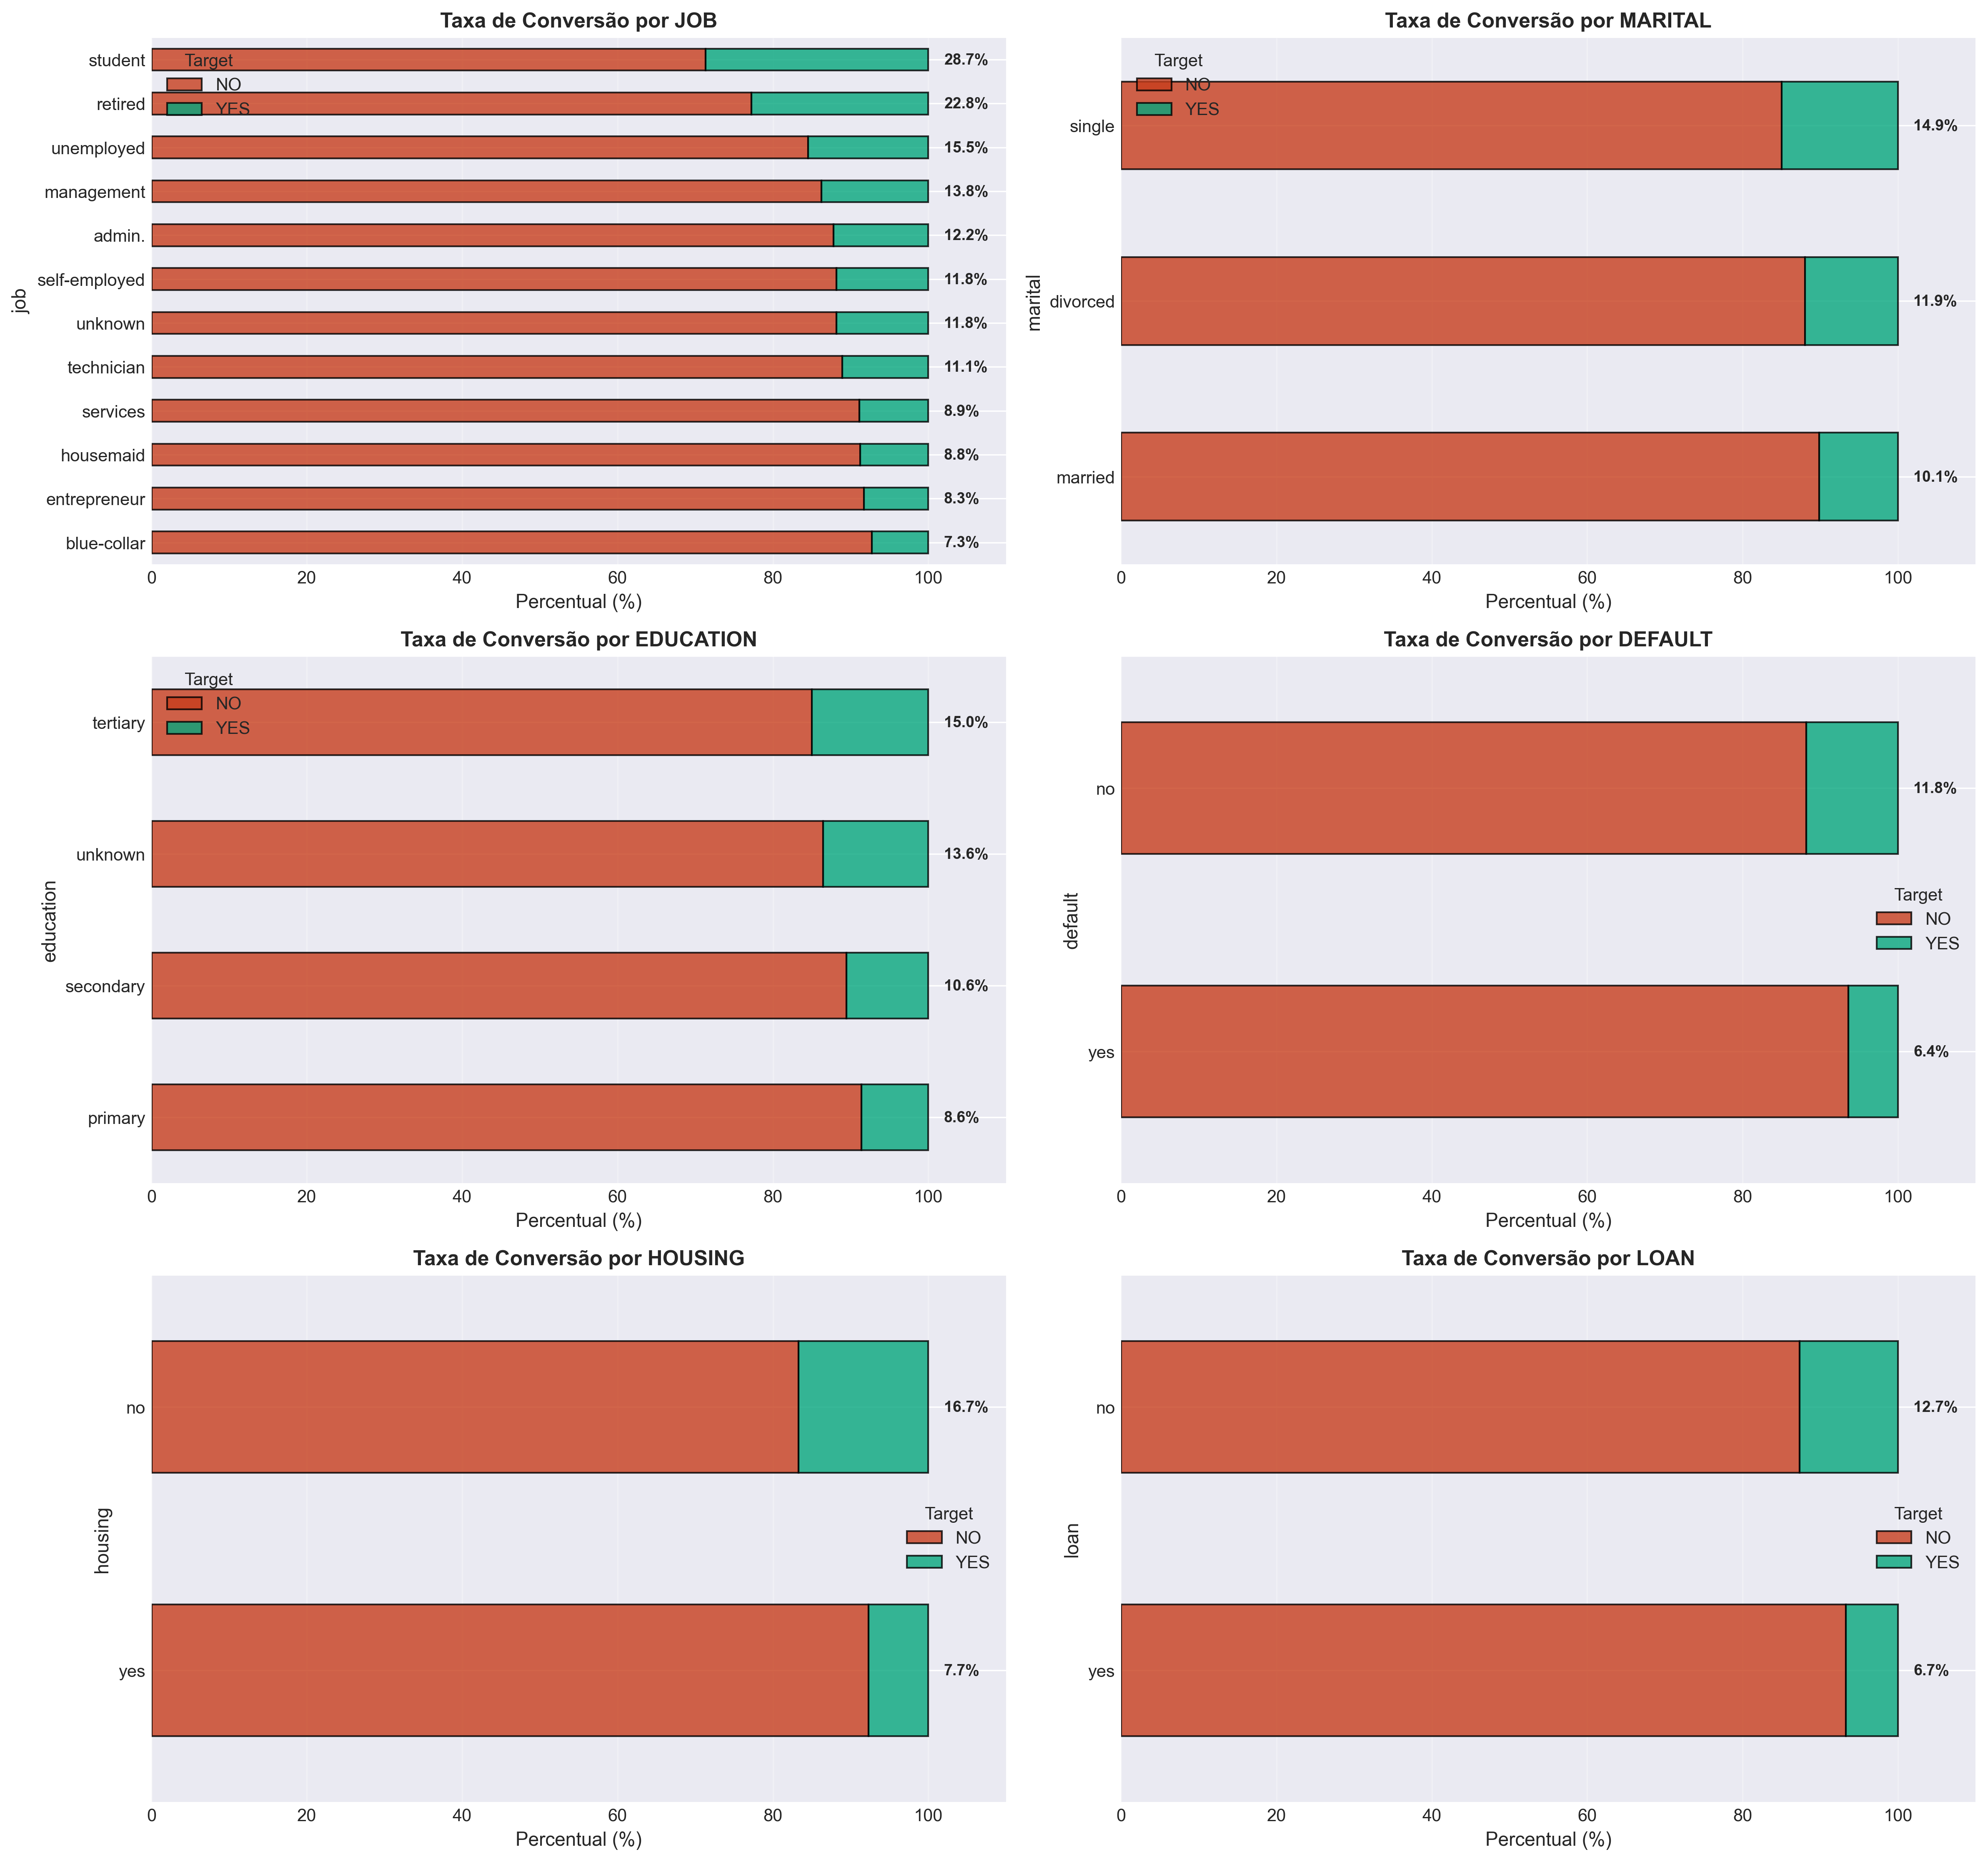 Taxa de Conversão por JOB
Target
NO
YES
student
28.7%
retired
22.8%
unemployed
15.5%
management
13.8%
admin.
12.2%
self-employed
11.8%
unknown
11.8%
technician
11.1%
services
8.9%
housemaid
8.8%
entrepreneur
8.3%
blue-collar
7.3%
job
0 20 40 60 80 100
Percentual (%)
Taxa de Conversão por MARITAL
Target
NO
YES
single
14.9%
divorced
11.9%
married
10.1%
marital
0 20 40 60 80 100
Percentual (%)
Taxa de Conversão por EDUCATION
Target
NO
YES
tertiary
15.0%
unknown
13.6%
secondary
10.6%
primary
8.6%
education
0 20 40 60 80 100
Percentual (%)
Taxa de Conversão por DEFAULT
no
11.8%
Target
NO
YES
yes
6.4%
default
0 20 40 60 80 100
Percentual (%)
Taxa de Conversão por HOUSING
no
16.7%
Target
NO
YES
yes
7.7%
housing
0 20 40 60 80 100
Percentual (%)
Taxa de Conversão por LOAN
no
12.7%
Target
NO
YES
yes
6.7%
loan
0 20 40 60 80 100
Percentual (%)